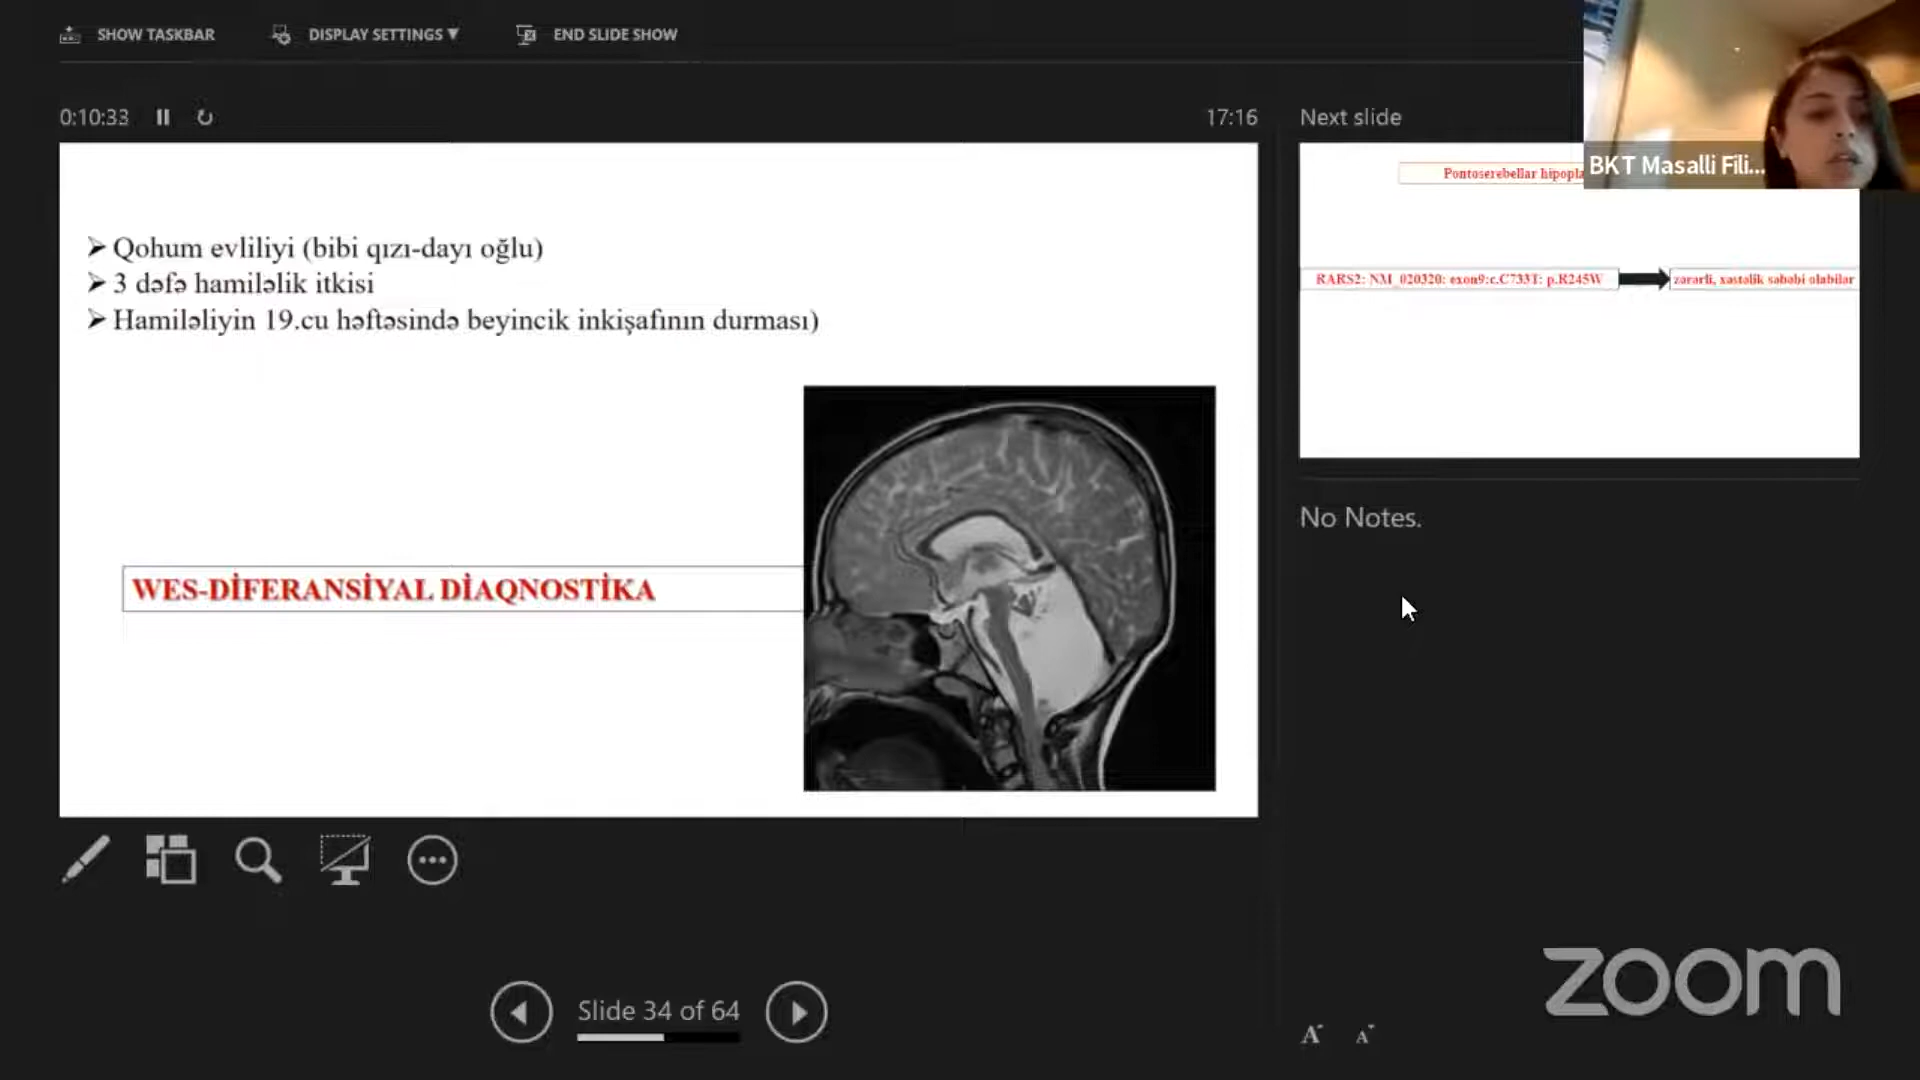 SHOW TASKBAR DISPLAY SETTINGS ▼ END SLIDE SHOW
0:10:33 17:16 Next slide
BKT Masalli Fili...
➤ Qohum evliliyi (bibi qızı-dayı oğlu)
➤ 3 dəfə hamiləlik itkisi
➤ Hamiləliyin 19.cu həftəsində beyincik inkişafının durması)
WES-DİFERANSİYAL DİAQNOSTİKA
Pontoserebellar hipopla
RARS2: NM_020320: exon9:c.C733T: p.R245W
zərərli, xəstəlik səbəbi olabilər
No Notes.
Slide 34 of 64
A A
zoom